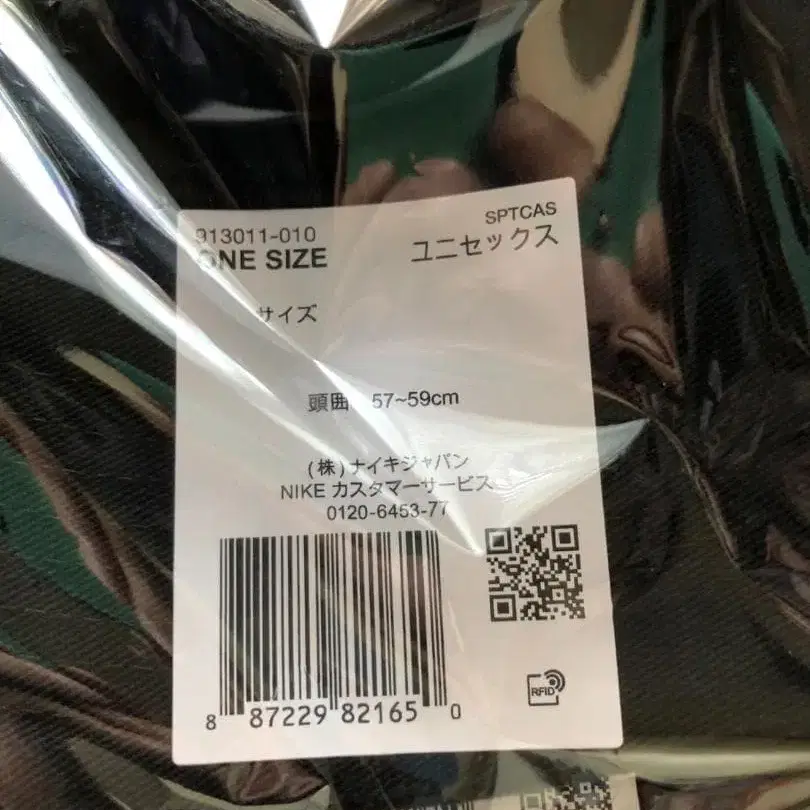 913011-010
SPTCAS
ONE SIZE
ユニセックス
サイズ
頭囲 57~59cm
(株)ナイキジャパン
NIKE カスタマーサービス
0120-6453-77
RFID
8 87229 82165 0